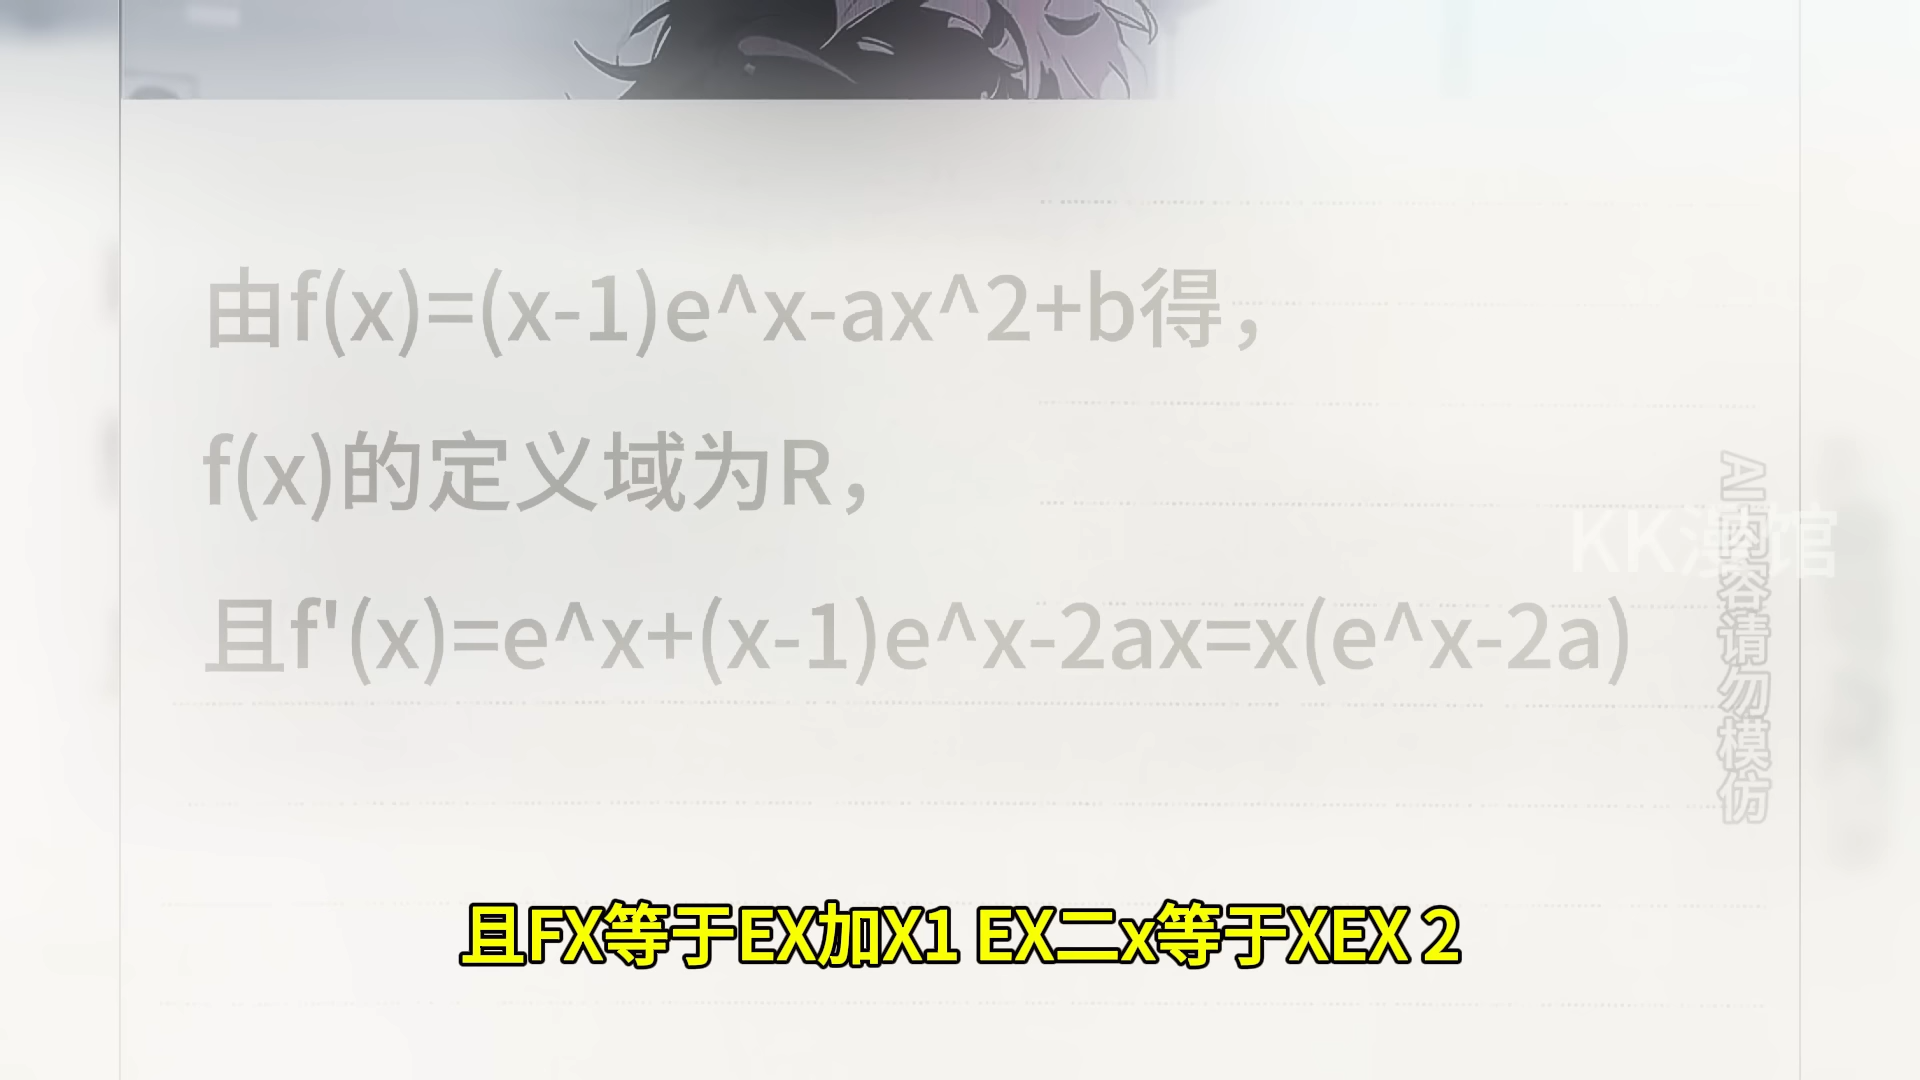 由f(x)=(x-1)e^x-ax^2+b得，
f(x)的定义域为R，
且f'(x)=e^x+(x-1)e^x-2ax=x(e^x-2a)
KK漫馆
AI内容请勿模仿
且FX等于EX加X1 EX二x等于XEX 2